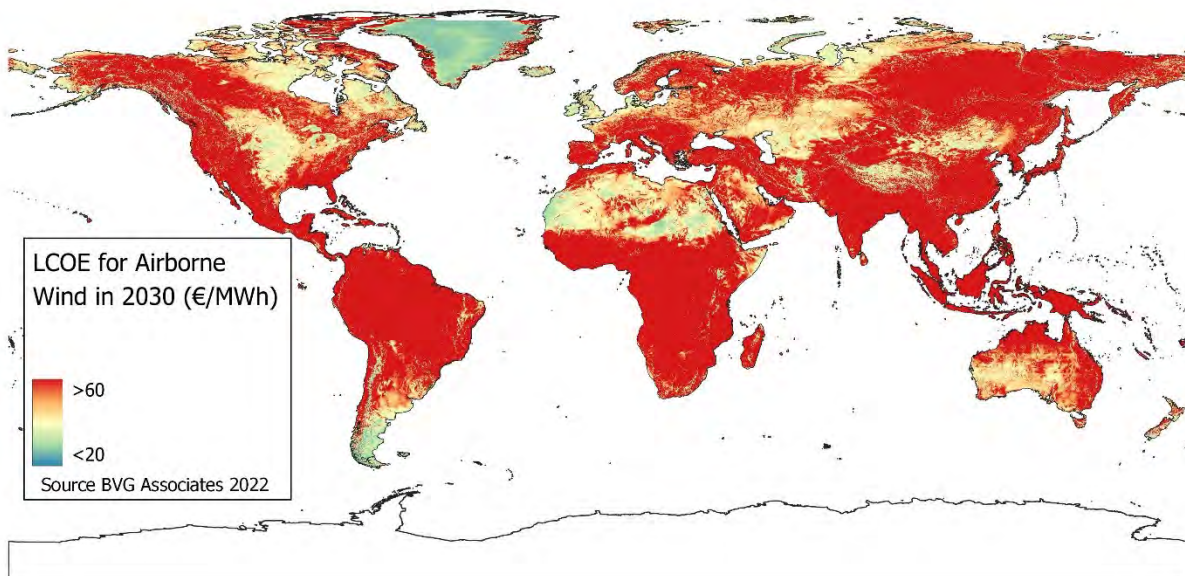 LCOE for Airborne
Wind in 2030 (€/MWh)
>60
<20
Source BVG Associates 2022